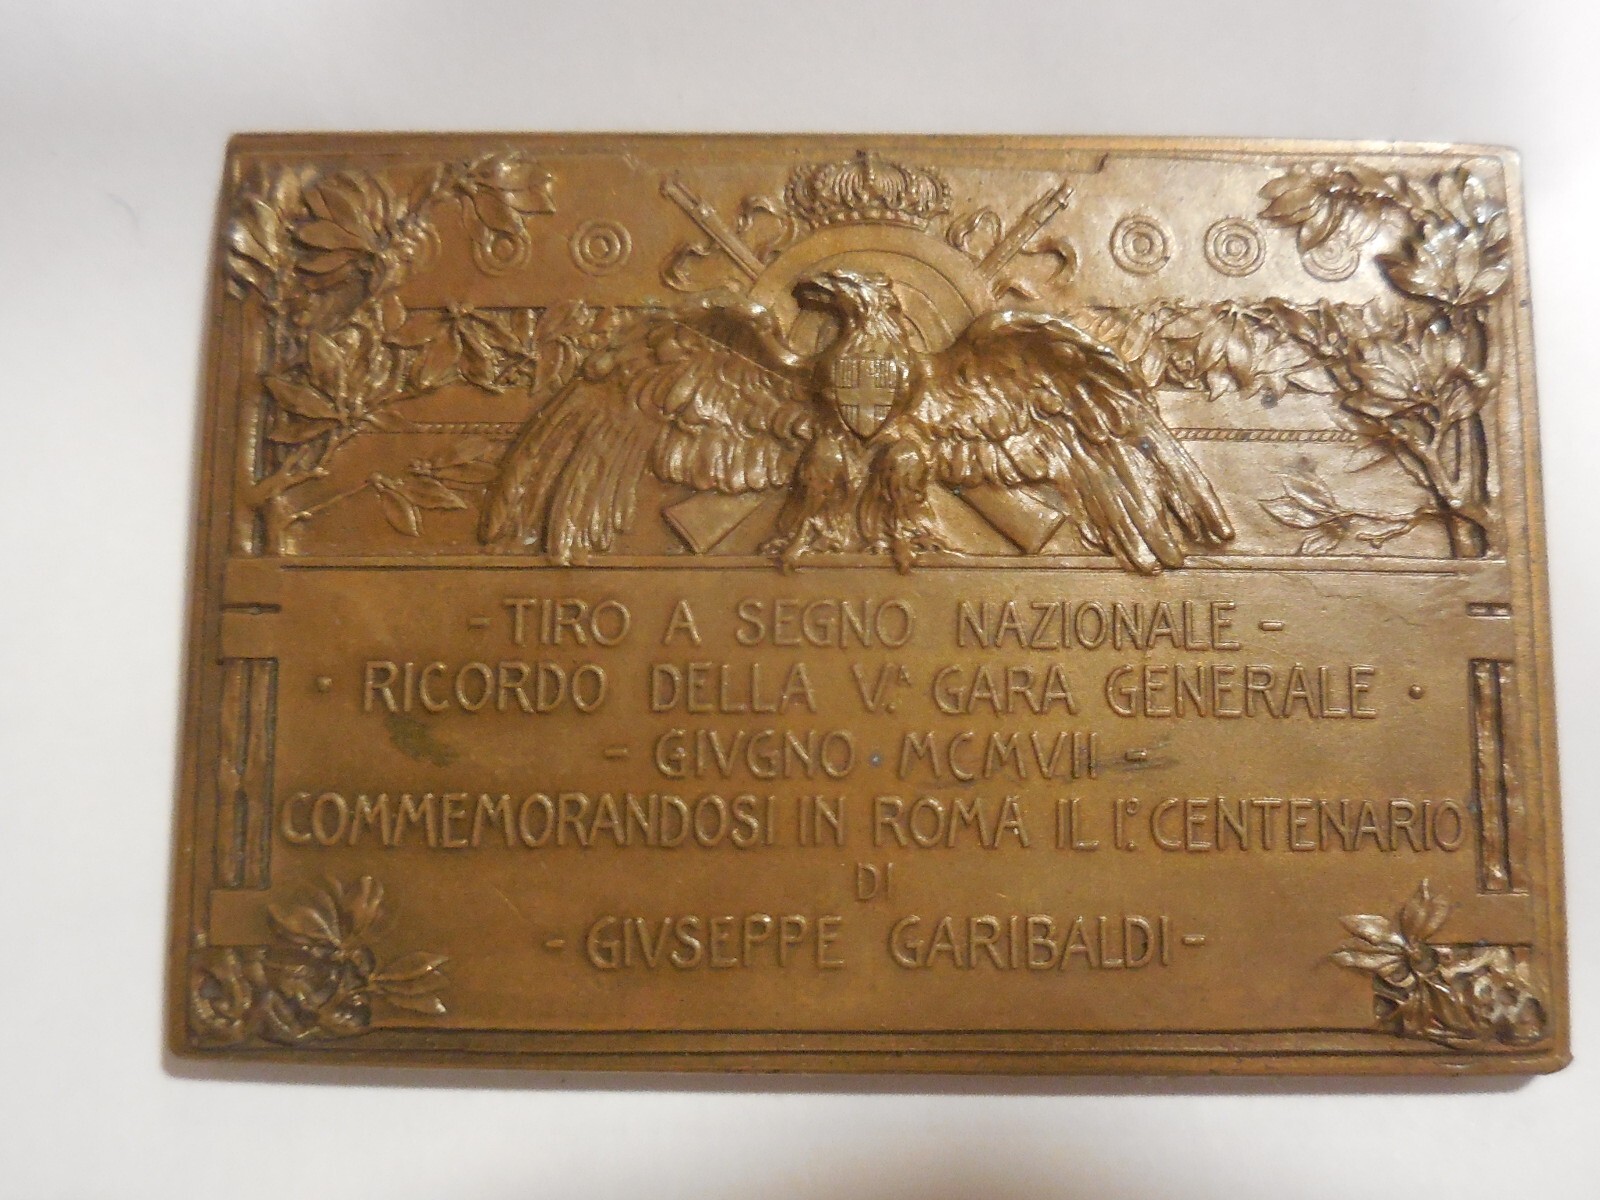 - TIRO A SEGNO NAZIONALE -
· RICORDO DELLA V.A GARA GENERALE ·
- GIVGNO · MCMVII -
COMMEMORANDOSI IN ROMA IL I.° CENTENARIO
DI
- GIVSEPPE GARIBALDI -